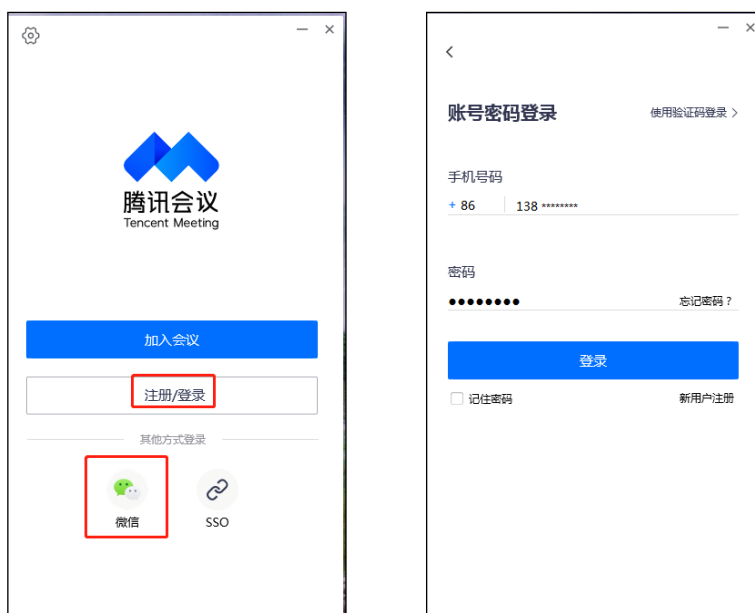 腾讯会议
Tencent Meeting
加入会议
注册/登录
其他方式登录
微信
SSO
账号密码登录
使用验证码登录 >
手机号码
+ 86 138 ********
密码
●●●●●●●●
忘记密码？
登录
记住密码
新用户注册